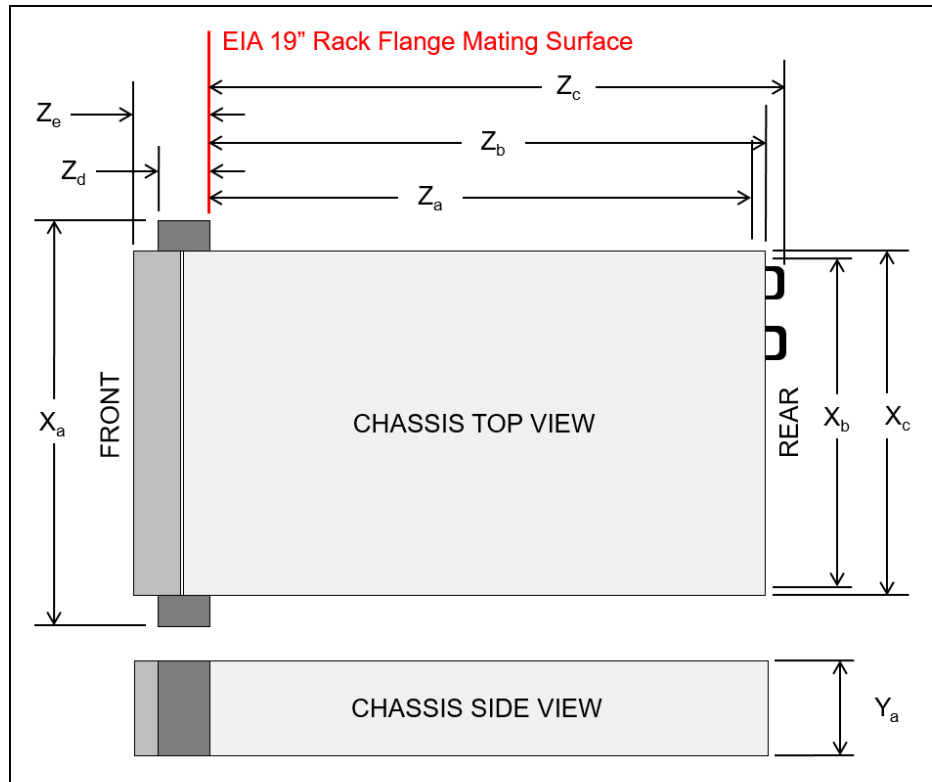 EIA 19” Rack Flange Mating Surface
Zc
Ze
Zb
Zd
Za
FRONT
Xa
CHASSIS TOP VIEW
REAR
Xb
Xc
CHASSIS SIDE VIEW
Ya